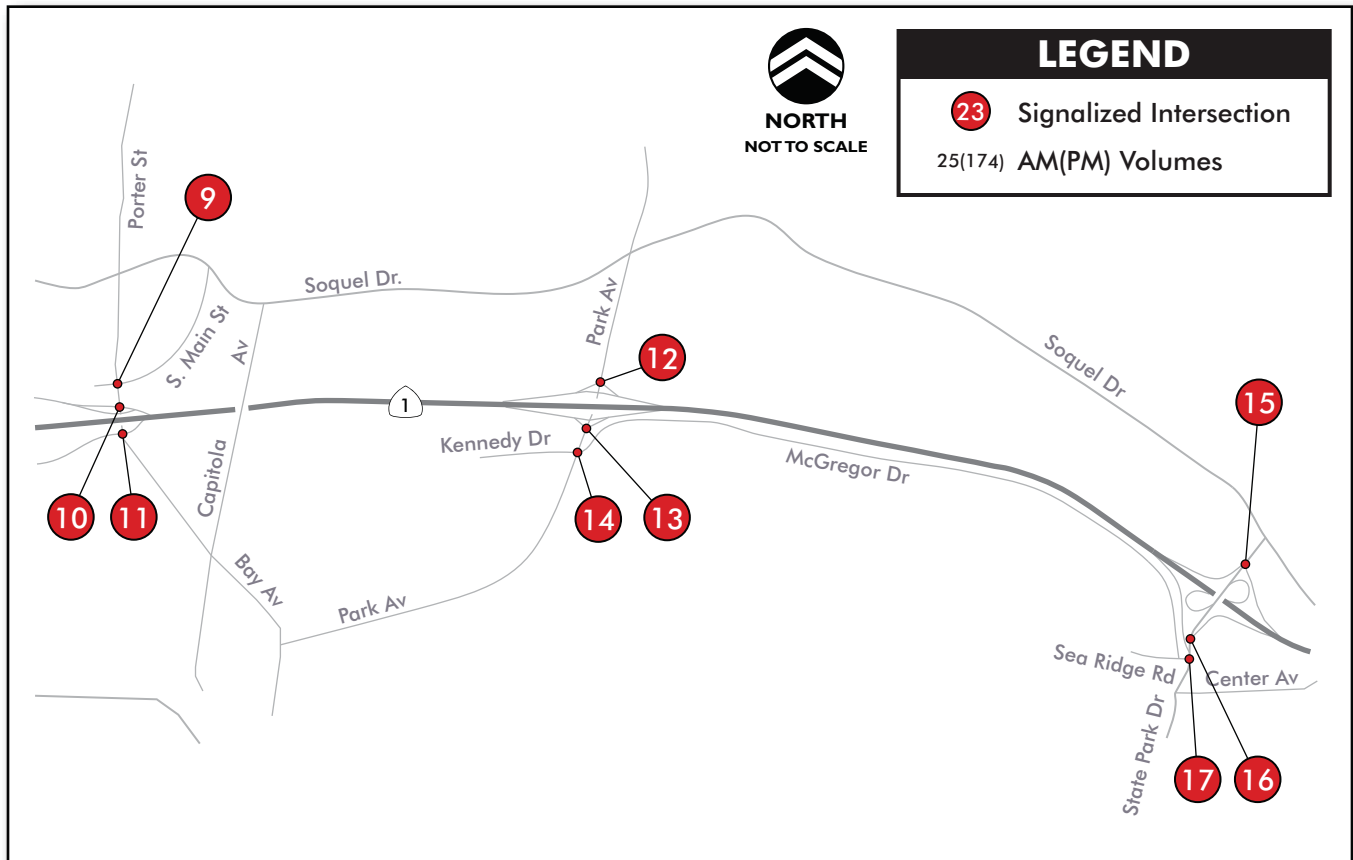 NORTH
NOT TO SCALE
LEGEND
23 Signalized Intersection
25(174) AM(PM) Volumes
Porter St
9
S. Main St
Soquel Dr.
Capitola
Av
1
Park Av
12
Soquel Dr
15
Kennedy Dr
McGregor Dr
10
11
14
13
Bay Av
Park Av
Sea Ridge Rd
Center Av
State Park Dr
17
16